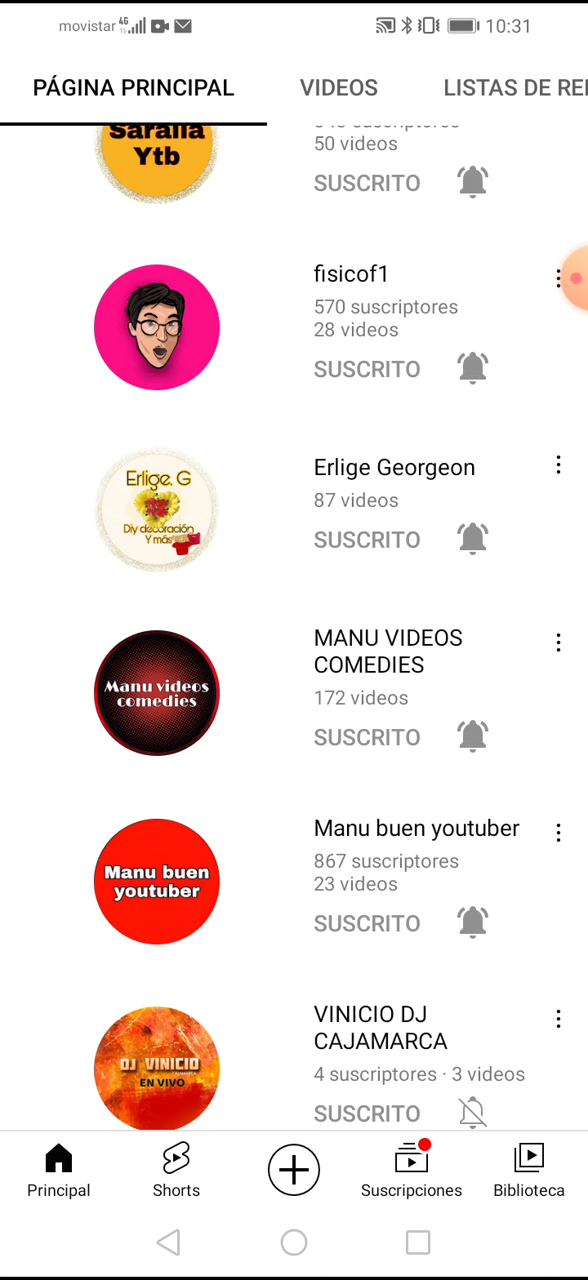 movistar 4G 10:31
PÁGINA PRINCIPAL VIDEOS LISTAS DE RE
Saralia
Ytb
suscriptores
50 videos
SUSCRITO
fisicof1
570 suscriptores
28 videos
SUSCRITO
Erlige. G
Diy decoración
Y más
Erlige Georgeon
87 videos
SUSCRITO
Manu videos
comedies
MANU VIDEOS
COMEDIES
172 videos
SUSCRITO
Manu buen
youtuber
Manu buen youtuber
867 suscriptores
23 videos
SUSCRITO
DJ VINICIO
CAJAMARCA
EN VIVO
VINICIO DJ
CAJAMARCA
4 suscriptores · 3 videos
SUSCRITO
Principal Shorts Suscripciones Biblioteca